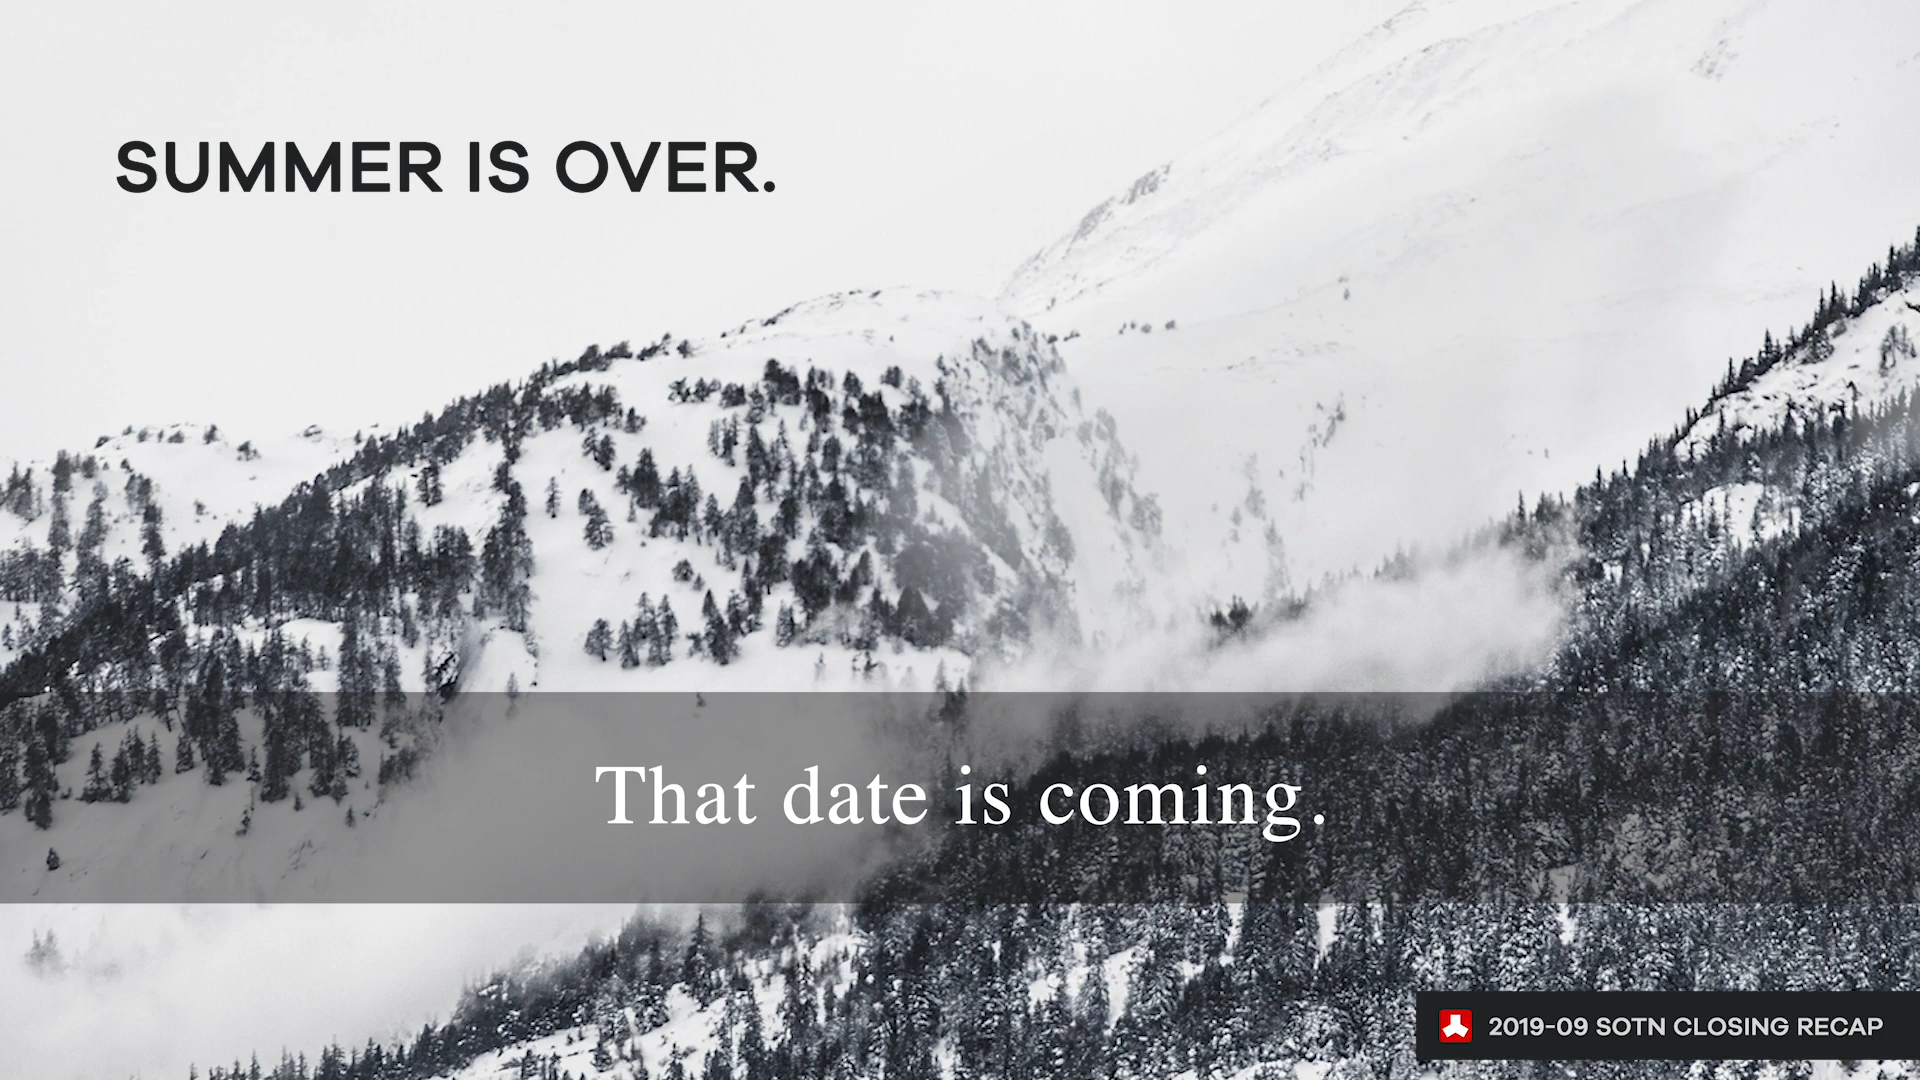 SUMMER IS OVER.
That date is coming.
2019-09 SOTN CLOSING RECAP